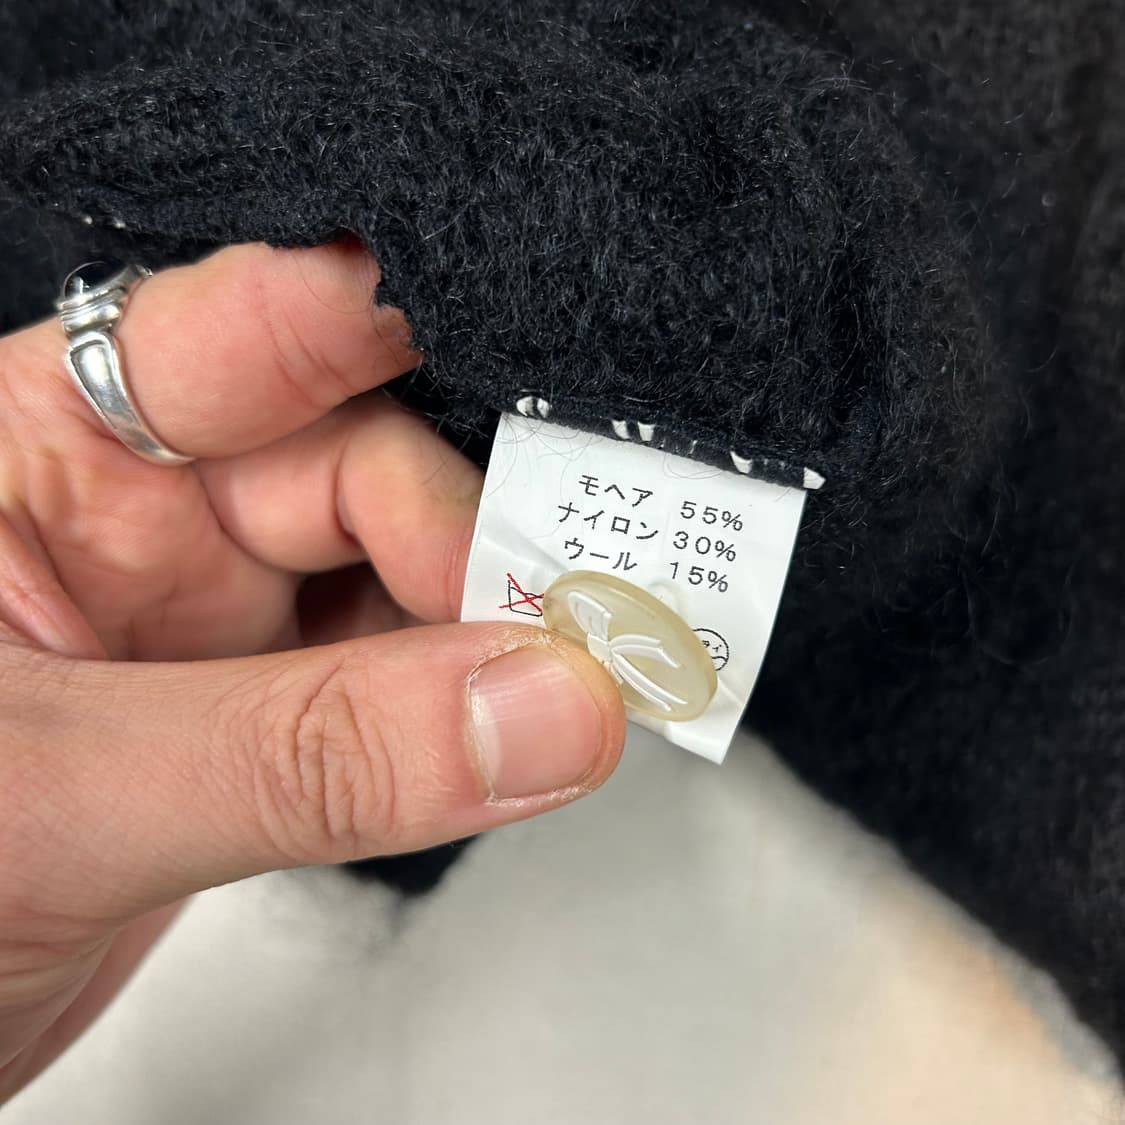 モヘア 55%
ナイロン 30%
ウール 15%